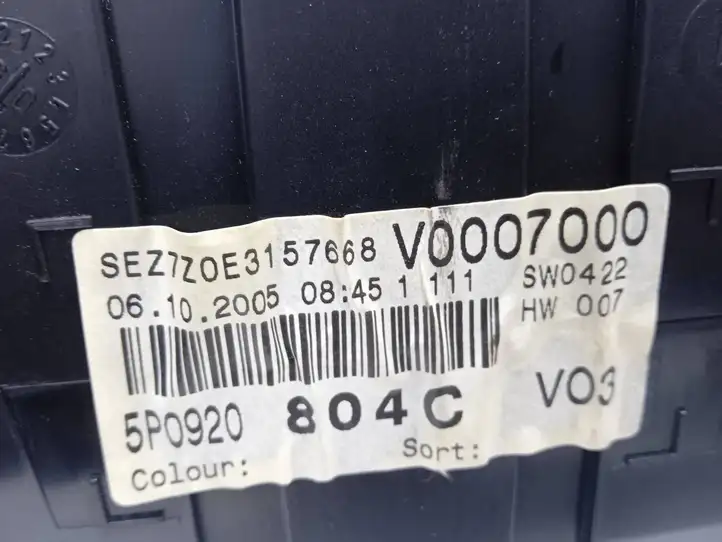 SEZ7Z0E3157668 V0007000
06.10.2005 08:45 1 111 SW0422
HW 007
5P0920 804C V03
Colour: Sort: